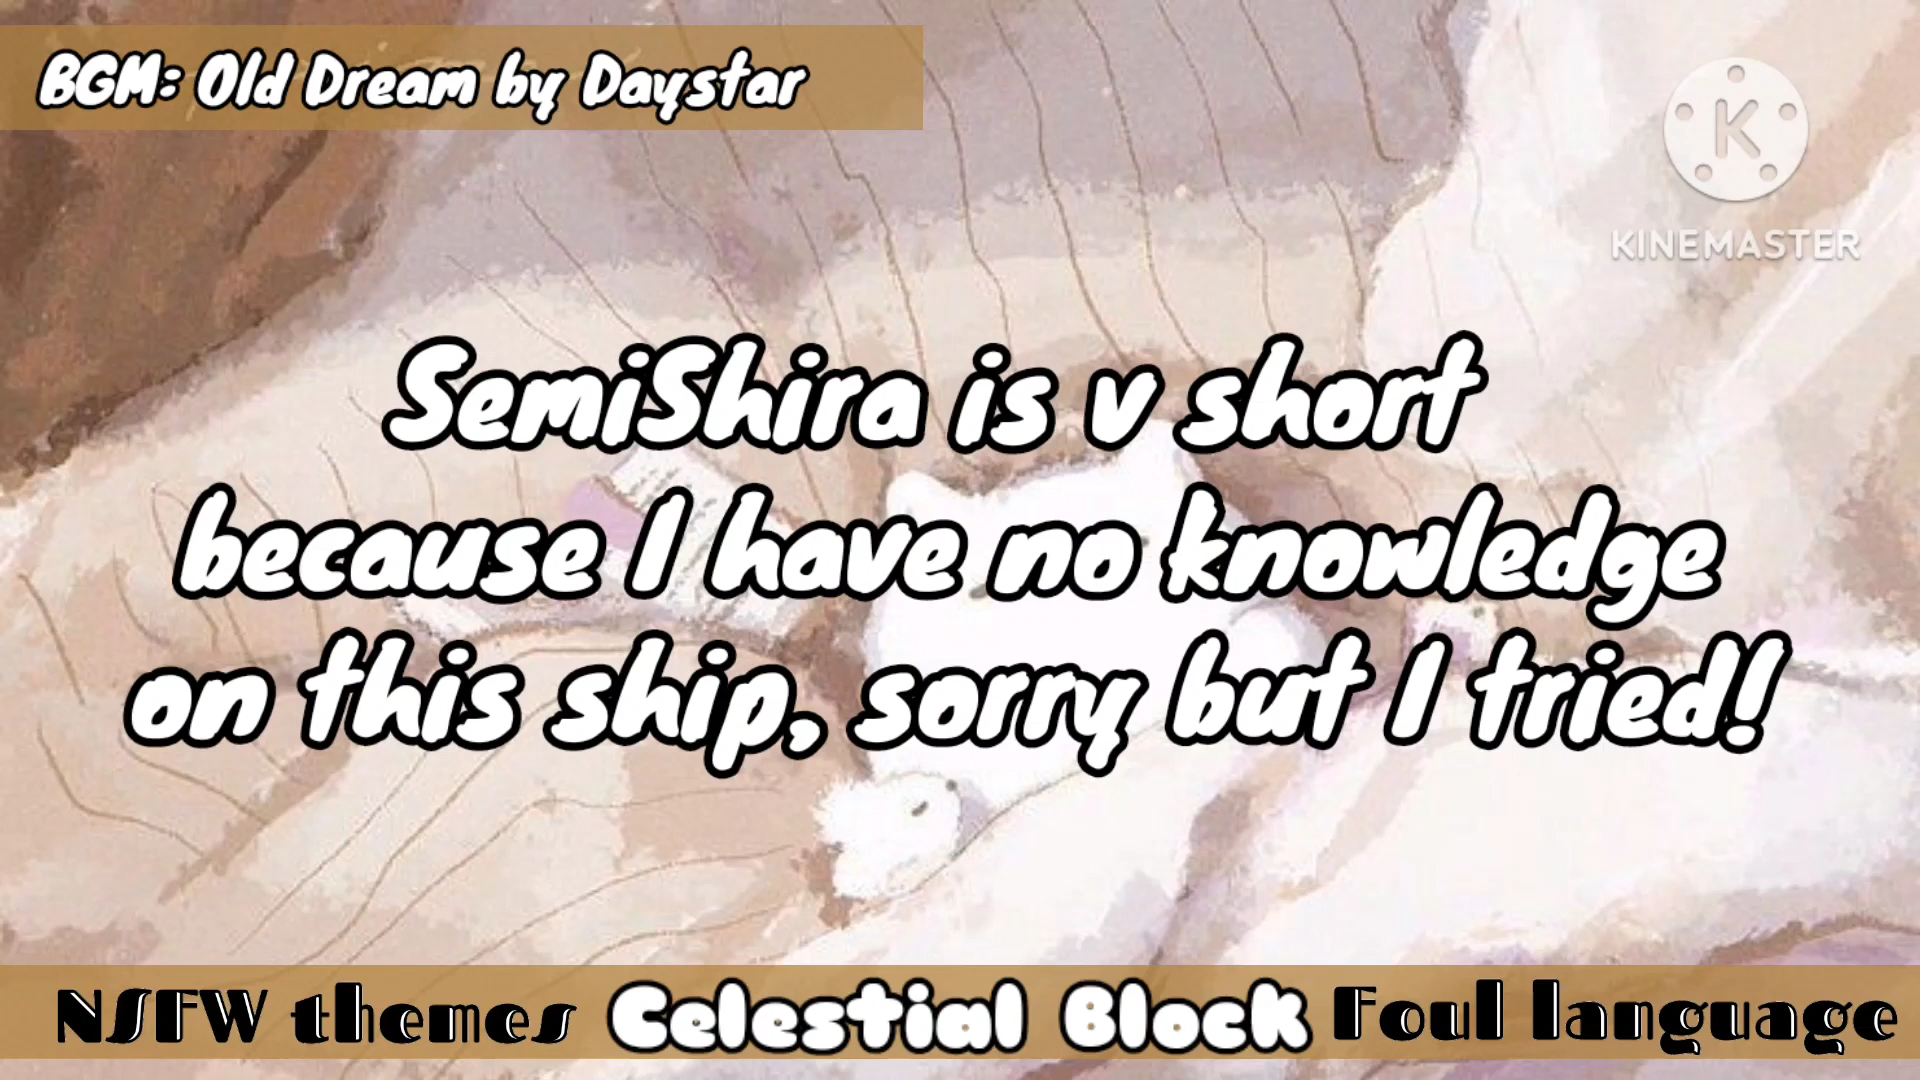 BGM: Old Dream by Daystar
K
KINEMASTER
SemiShira is v short
because I have no knowledge
on this ship, sorry but I tried!
NSFW themes Celestial Block Foul language